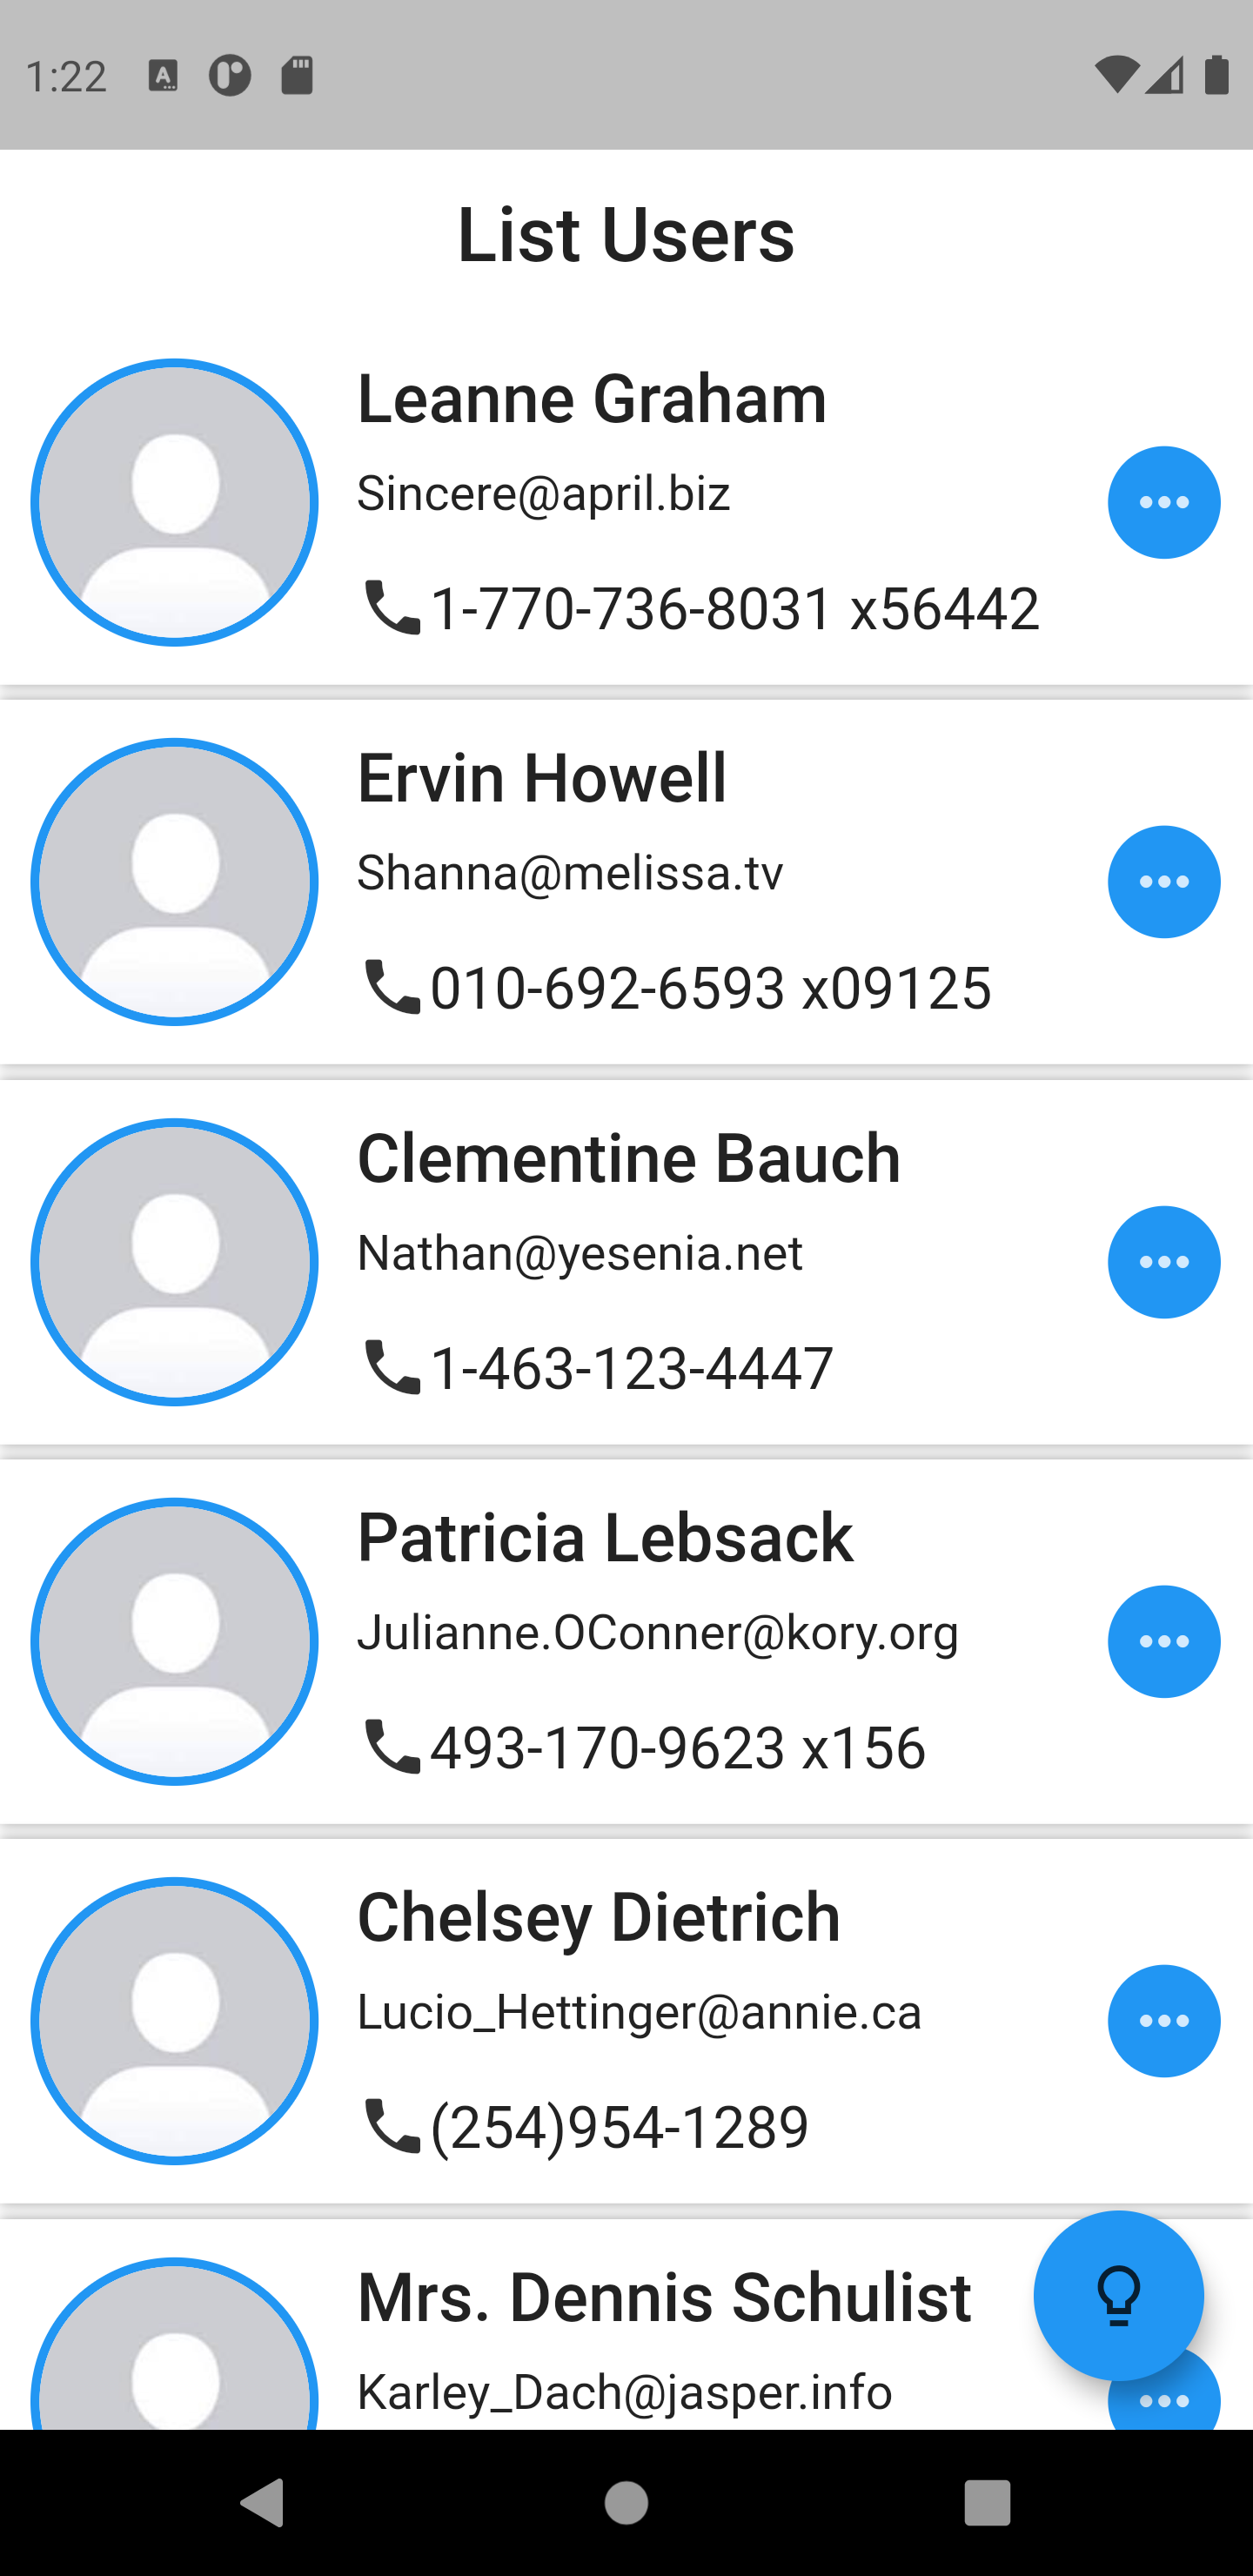 1:22
List Users
Leanne Graham
Sincere@april.biz
1-770-736-8031 x56442
Ervin Howell
Shanna@melissa.tv
010-692-6593 x09125
Clementine Bauch
Nathan@yesenia.net
1-463-123-4447
Patricia Lebsack
Julianne.OConner@kory.org
493-170-9623 x156
Chelsey Dietrich
Lucio_Hettinger@annie.ca
(254)954-1289
Mrs. Dennis Schulist
Karley_Dach@jasper.info